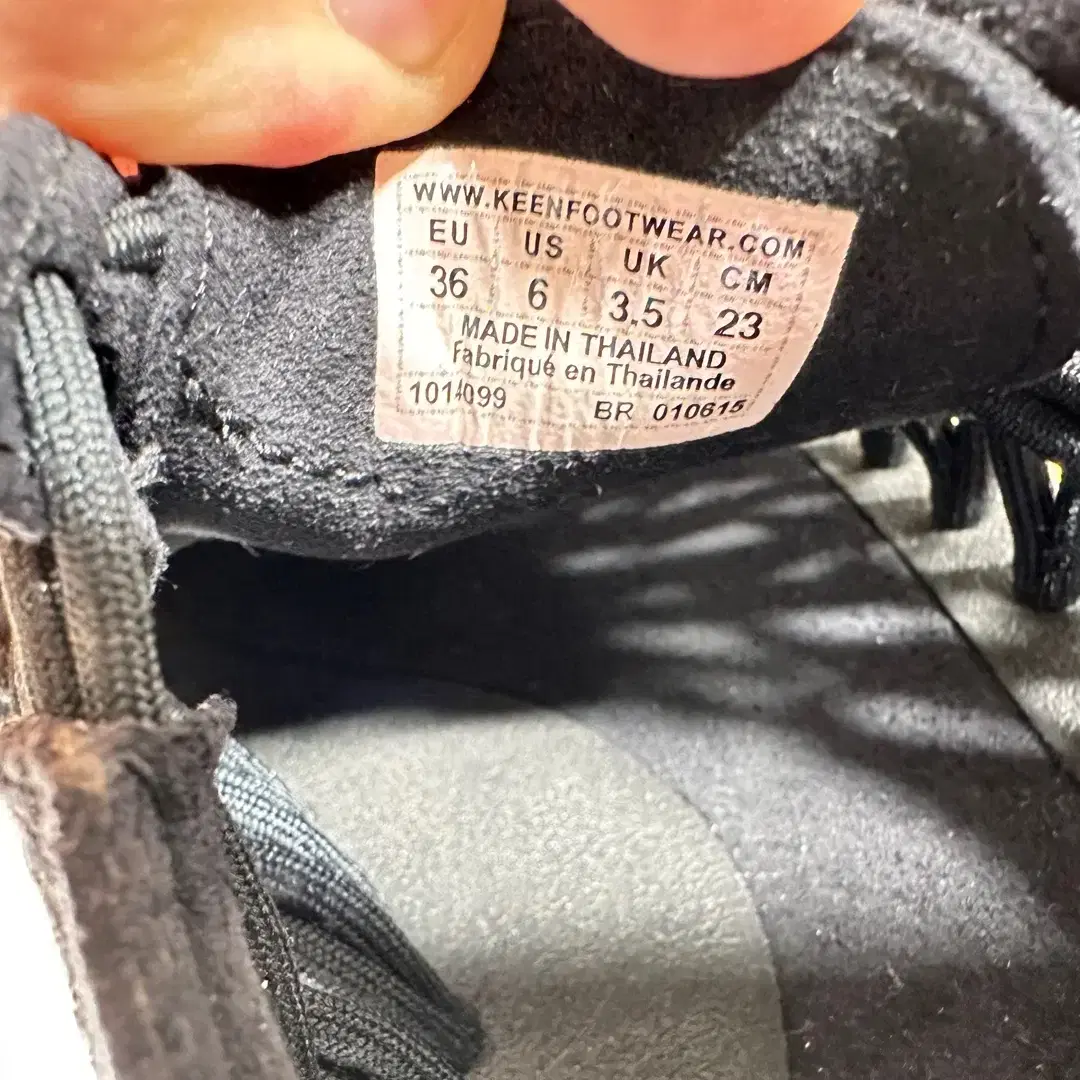 WWW.KEENFOOTWEAR.COM
EU US UK CM
36 6 3.5 23
MADE IN THAILAND
Fabriqué en Thailande
1014099 BR 010615